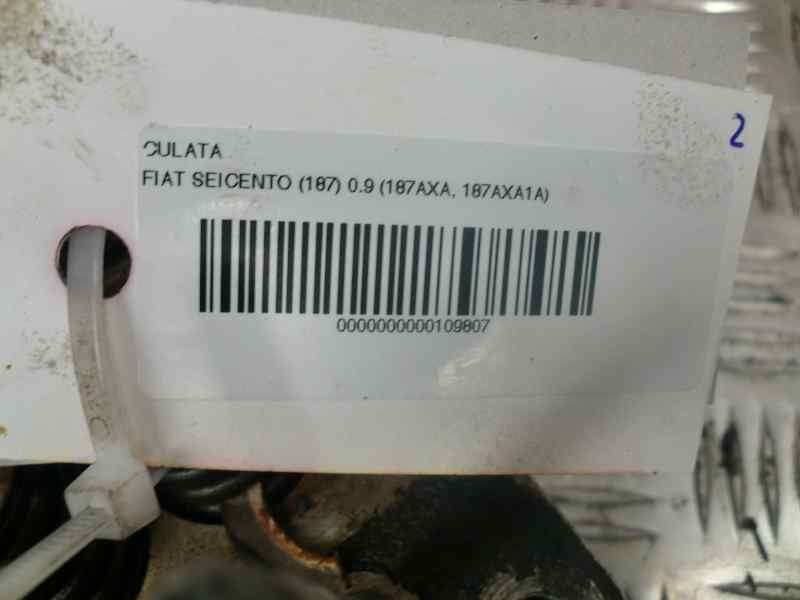 2
CULATA
FIAT SEICENTO (187) 0.9 (187AXA, 187AXA1A)
0000000000109807